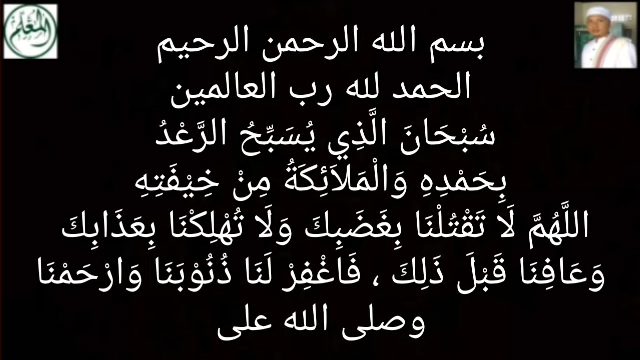 بسم الله الرحمن الرحيم
الحمد لله رب العالمين
سُبْحَانَ الَّذِي يُسَبِّحُ الرَّعْدُ
بِحَمْدِهِ وَالْمَلاَئِكَةُ مِنْ خِيْفَتِهِ
اللَّهُمَّ لَا تَقْتُلْنَا بِغَضَبِكَ وَلَا تُهْلِكْنَا بِعَذَابِكَ
وَعَافِنَا قَبْلَ ذَلِكَ ، فَاغْفِرْ لَنَا ذُنُوْبَنَا وَارْحَمْنَا
وصلى الله على